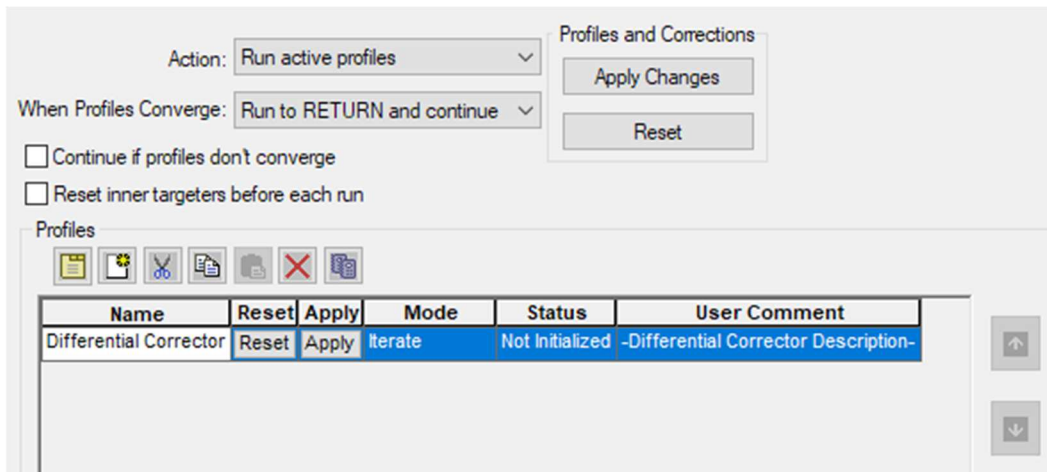 Action: Run active profiles
When Profiles Converge: Run to RETURN and continue
Continue if profiles don't converge
Reset inner targeters before each run
Profiles and Corrections
Apply Changes
Reset
Profiles
Name Reset Apply Mode Status User Comment
Differential Corrector Reset Apply Iterate Not Initialized -Differential Corrector Description-